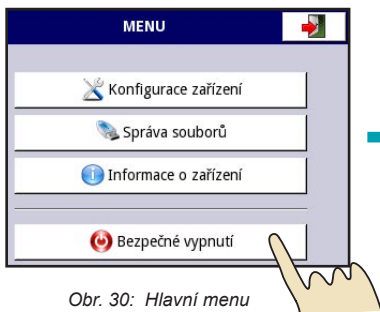 MENU
Konfigurace zařízení
Správa souborů
Informace o zařízení
Bezpečné vypnutí
Obr. 30: Hlavní menu